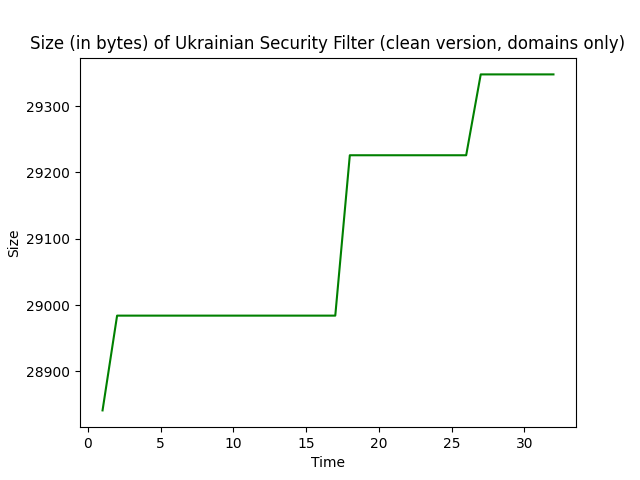 Size (in bytes) of Ukrainian Security Filter (clean version, domains only)
29300
29200
29100
29000
28900
Size
0 5 10 15 20 25 30
Time